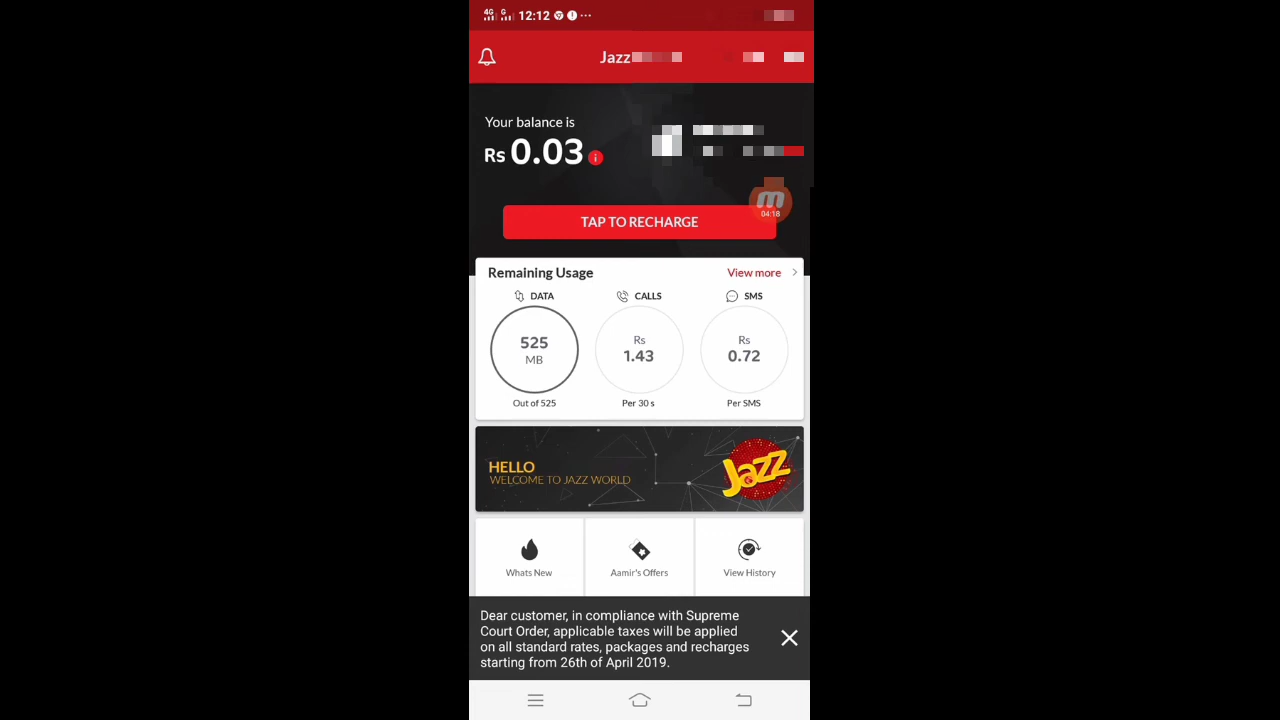 4G G 12:12
Jazz
Your balance is
Rs 0.03
04:18
TAP TO RECHARGE
Remaining Usage View more
DATA CALLS SMS
525 Rs Rs
MB 1.43 0.72
Out of 525 Per 30 s Per SMS
HELLO
WELCOME TO JAZZ WORLD
Jazz
Whats New Aamir's Offers View History
Dear customer, in compliance with Supreme
Court Order, applicable taxes will be applied
on all standard rates, packages and recharges
starting from 26th of April 2019.